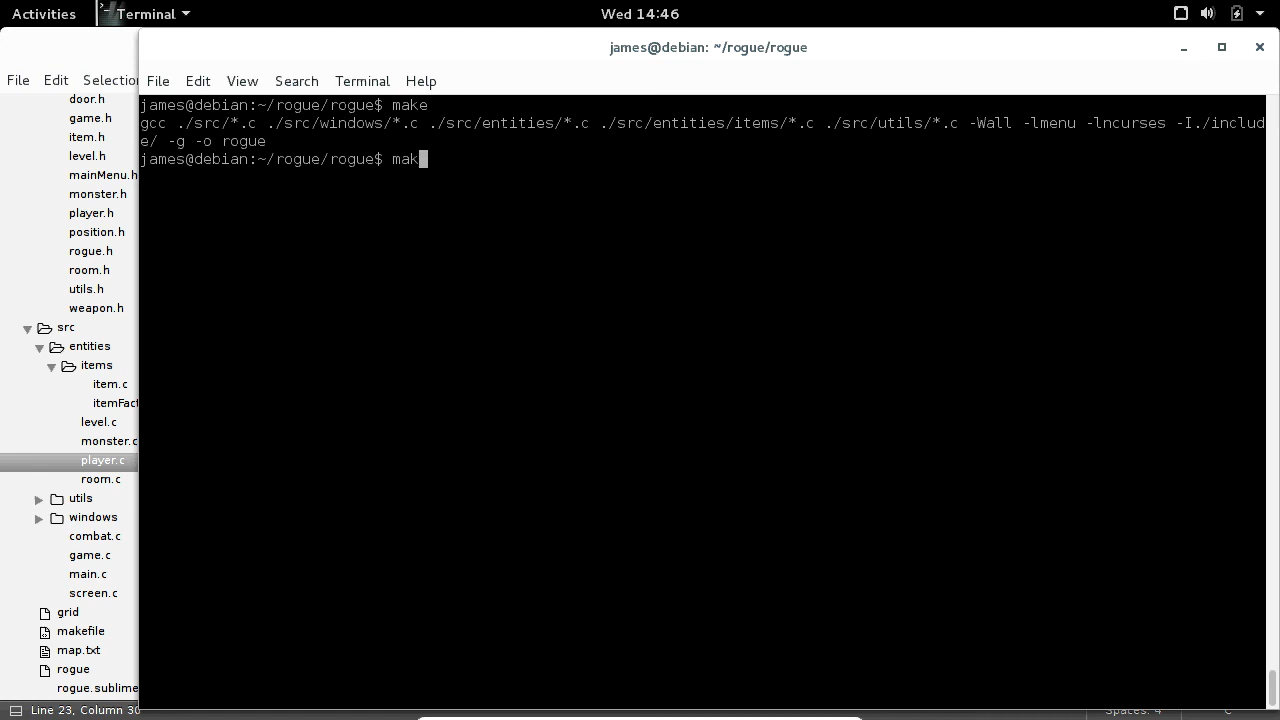 Activities Terminal Wed 14:46
james@debian: ~/rogue/rogue
File Edit Selection
File Edit View Search Terminal Help
door.h
game.h
item.h
level.h
mainMenu.h
monster.h
player.h
position.h
rogue.h
room.h
utils.h
weapon.h
src
entities
items
item.c
itemFact
level.c
monster.c
player.c
room.c
utils
windows
combat.c
game.c
main.c
screen.c
grid
makefile
map.txt
rogue
rogue.sublime
james@debian:~/rogue/rogue$ make
gcc ./src/*.c ./src/windows/*.c ./src/entities/*.c ./src/entities/items/*.c ./src/utils/*.c -Wall -lmenu -lncurses -I./includ
e/ -g -o rogue
james@debian:~/rogue/rogue$ mak
Line 23, Column 30 Spaces: 4 C